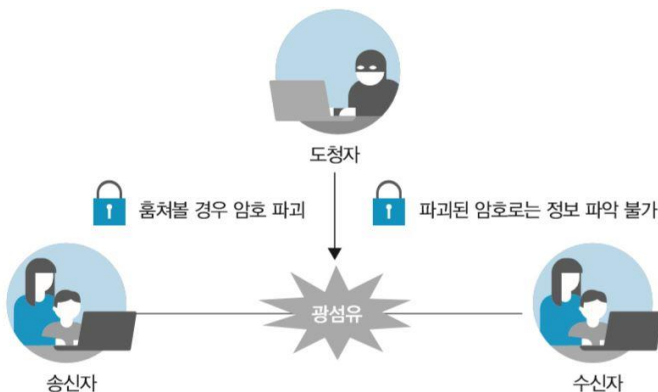 도청자
훔쳐볼 경우 암호 파괴
파괴된 암호로는 정보 파악 불가
광섬유
송신자
수신자